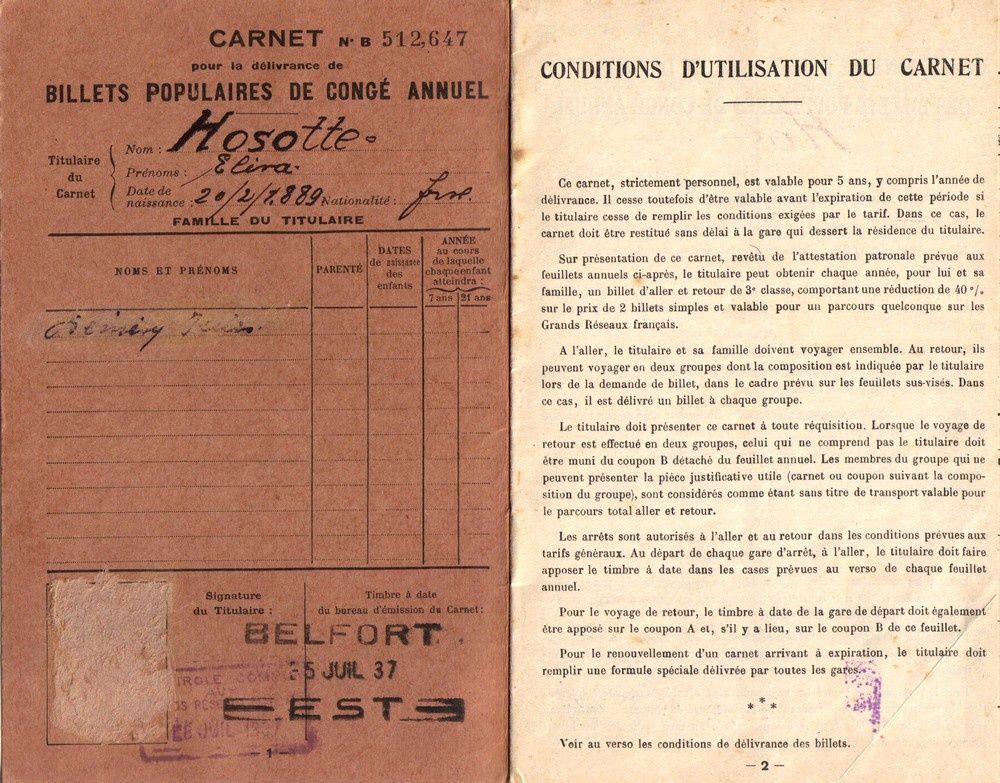 CARNET N° B 512,647
pour la délivrance de
BILLETS POPULAIRES DE CONGÉ ANNUEL
Titulaire du Carnet
Nom : Hosotte
Prénoms : Elisa
Date de naissance : 20/2/1889 Nationalité :
FAMILLE DU TITULAIRE
NOMS ET PRÉNOMS
PARENTÉ
DATES de naissance des enfants
ANNÉE au cours de laquelle chaque enfant atteindra :
7 ans 21 ans
Signature du Titulaire :
Timbre à date du bureau d'émission du Carnet :
BELFORT
JUIL 37
EST
JUIL
1
CONDITIONS D'UTILISATION DU CARNET
Ce carnet, strictement personnel, est valable pour 5 ans, y compris l'année de
délivrance. Il cesse toutefois d'être valable avant l'expiration de cette période si
le titulaire cesse de remplir les conditions exigées par le tarif. Dans ce cas, le
carnet doit être restitué sans délai à la gare qui dessert la résidence du titulaire.
Sur présentation de ce carnet, revêtu de l'attestation patronale prévue aux
feuillets annuels ci-après, le titulaire peut obtenir chaque année, pour lui et sa
famille, un billet d'aller et retour de 3e classe, comportant une réduction de 40 %
sur le prix de 2 billets simples et valable pour un parcours quelconque sur les
Grands Réseaux français.
A l'aller, le titulaire et sa famille doivent voyager ensemble. Au retour, ils
peuvent voyager en deux groupes dont la composition est indiquée par le titulaire
lors de la demande de billet, dans le cadre prévu sur les feuillets sus-visés. Dans
ce cas, il est délivré un billet à chaque groupe.
Le titulaire doit présenter ce carnet à toute réquisition. Lorsque le voyage de
retour est effectué en deux groupes, celui qui ne comprend pas le titulaire doit
être muni du coupon B détaché du feuillet annuel. Les membres du groupe qui ne
peuvent présenter la pièce justificative utile (carnet ou coupon suivant la compo-
sition du groupe), sont considérés comme étant sans titre de transport valable pour
le parcours total aller et retour.
Les arrêts sont autorisés à l'aller et au retour dans les conditions prévues aux
tarifs généraux. Au départ de chaque gare d'arrêt, à l'aller, le titulaire doit faire
apposer le timbre à date dans les cases prévues au verso de chaque feuillet
annuel.
Pour le voyage de retour, le timbre à date de la gare de départ doit également
être apposé sur le coupon A et, s'il y a lieu, sur le coupon B de ce feuillet.
Pour le renouvellement d'un carnet arrivant à expiration, le titulaire doit
remplir une formule spéciale délivrée par toutes les gares.
***
Voir au verso les conditions de délivrance des billets.
— 2 —